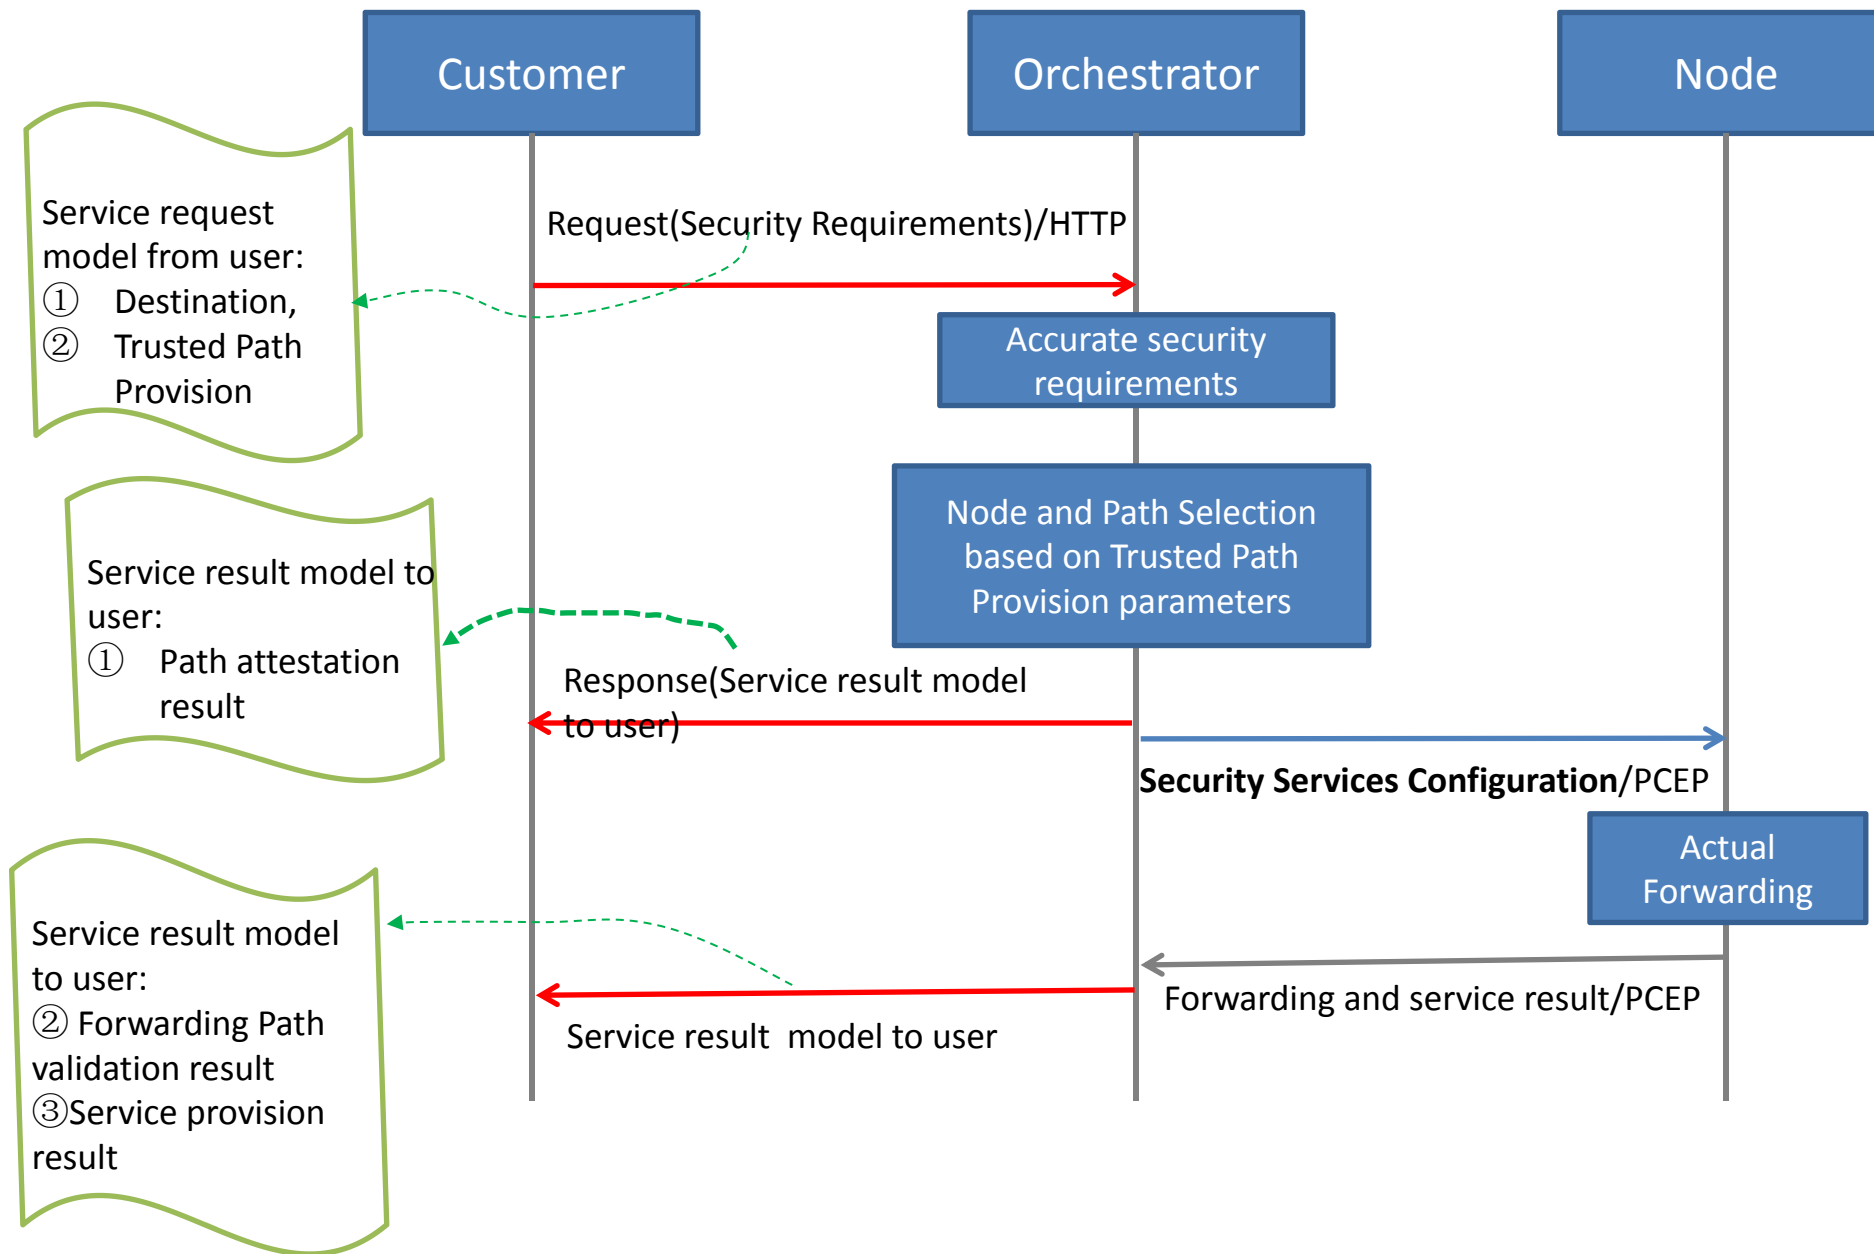 Customer
Orchestrator
Node
Service request
model from user:
① Destination,
② Trusted Path
Provision
Request(Security Requirements)/HTTP
Accurate security
requirements
Node and Path Selection
based on Trusted Path
Provision parameters
Service result model to
user:
① Path attestation
result
Response(Service result model
to user)
Security Services Configuration/PCEP
Actual
Forwarding
Forwarding and service result/PCEP
Service result  model to user
Service result model
to user:
② Forwarding Path
validation result
③Service provision
result